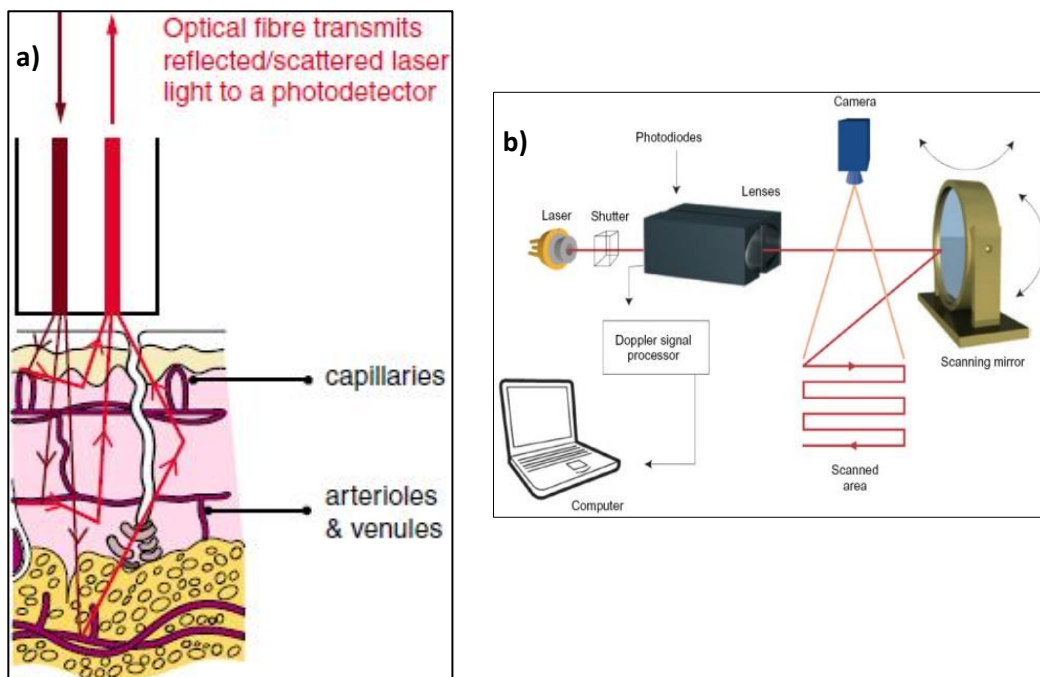 a)
Optical fibre transmits
reflected/scattered laser
light to a photodetector
capillaries
arterioles
& venules
b)
Camera
Photodiodes
Lenses
Laser
Shutter
Doppler signal
processor
Scanning mirror
Scanned
area
Computer